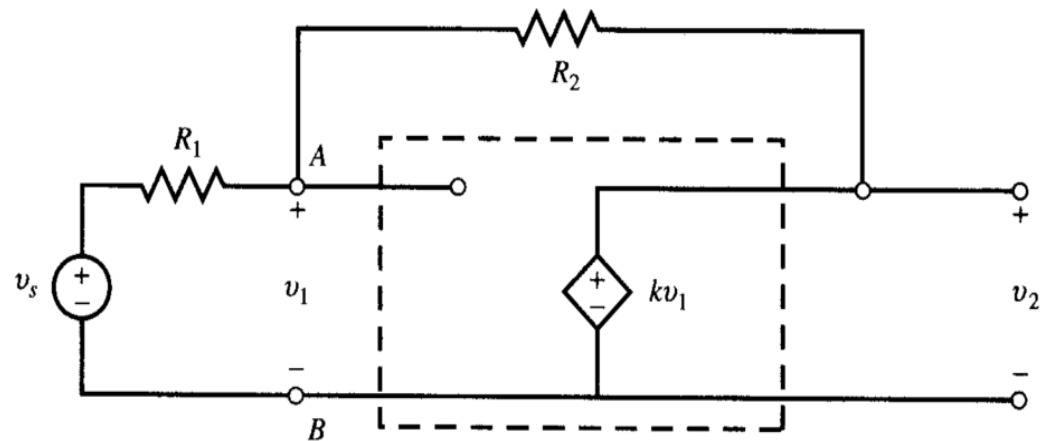 R₂
R₁
A
+
+
+
−
+
−
vₛ
v₁
kv₁
v₂
−
−
B